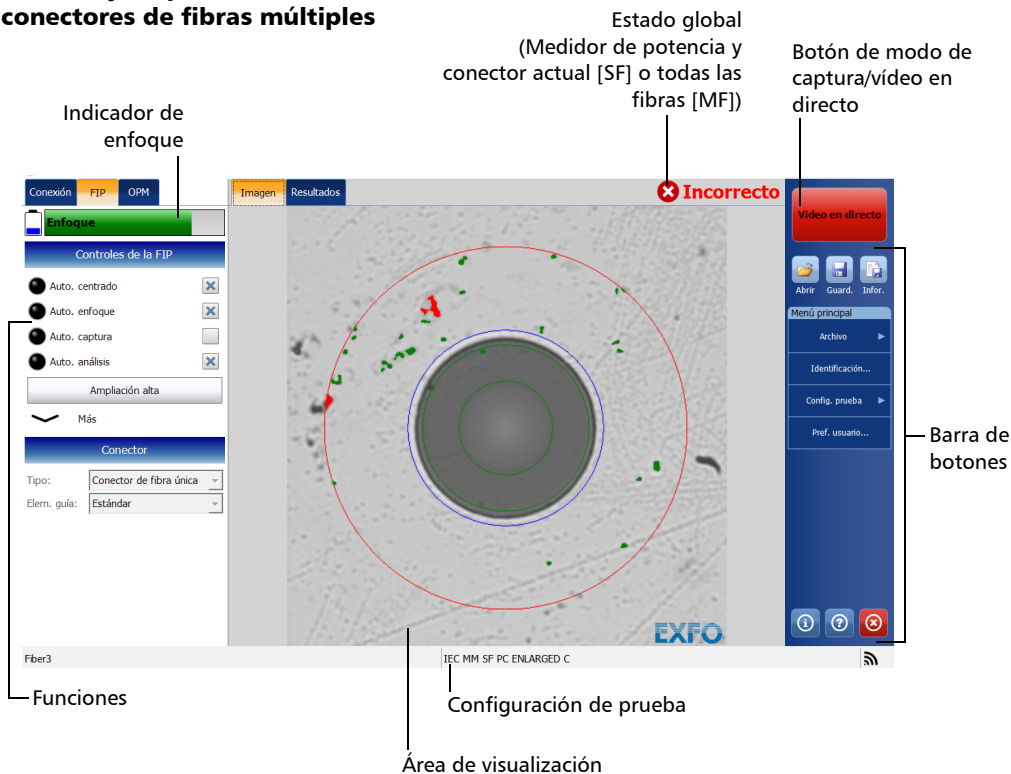 conectores de fibras múltiples
Estado global
(Medidor de potencia y
conector actual [SF] o todas las
fibras [MF])
Botón de modo de
captura/vídeo en
directo
Indicador de
enfoque
Conexión
FIP
OPM
Imagen
Resultados
Incorrecto
Vídeo en directo
Enfoque
Controles de la FIP
Auto. centrado
Auto. enfoque
Auto. captura
Auto. análisis
Ampliación alta
Más
Conector
Tipo: Conector de fibra única
Elem. guía: Estándar
Abrir Guard. Infor.
Menú principal
Archivo
Identificación...
Config. prueba
Pref. usuario...
Barra de
botones
EXFO
Fiber3
IEC MM SF PC ENLARGED C
Funciones
Configuración de prueba
Área de visualización